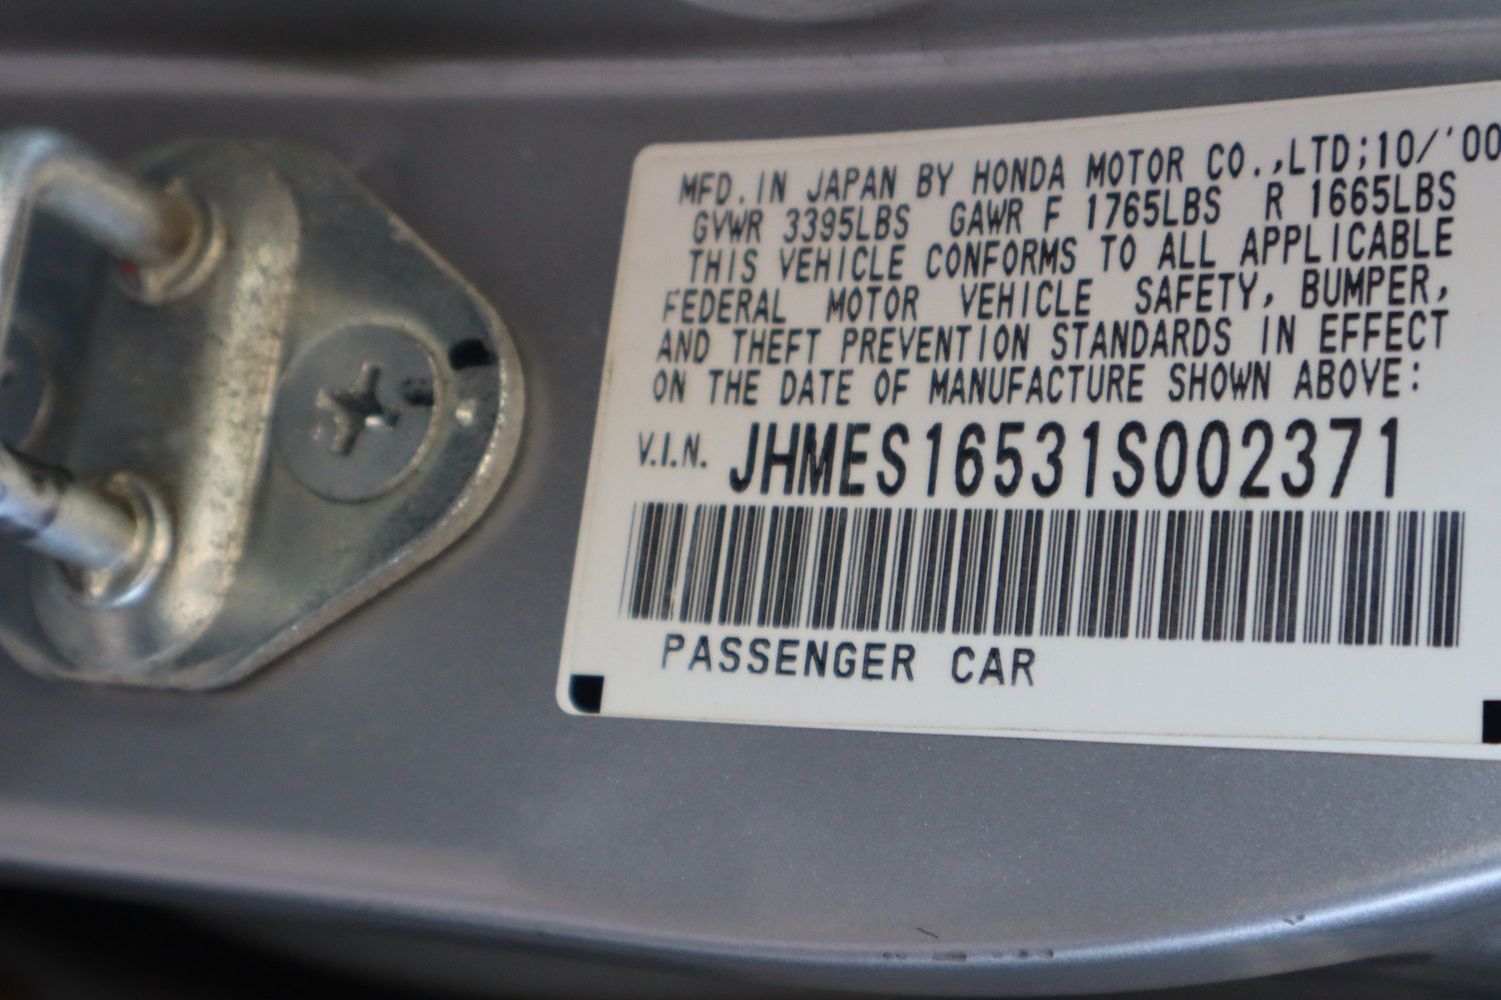 MFD. IN JAPAN BY HONDA MOTOR CO.,LTD;10/'00
GVWR 3395LBS GAWR F 1765LBS R 1665LBS
THIS VEHICLE CONFORMS TO ALL APPLICABLE
FEDERAL MOTOR VEHICLE SAFETY, BUMPER,
AND THEFT PREVENTION STANDARDS IN EFFECT
ON THE DATE OF MANUFACTURE SHOWN ABOVE:
V.I.N. JHMES16531S002371
PASSENGER CAR